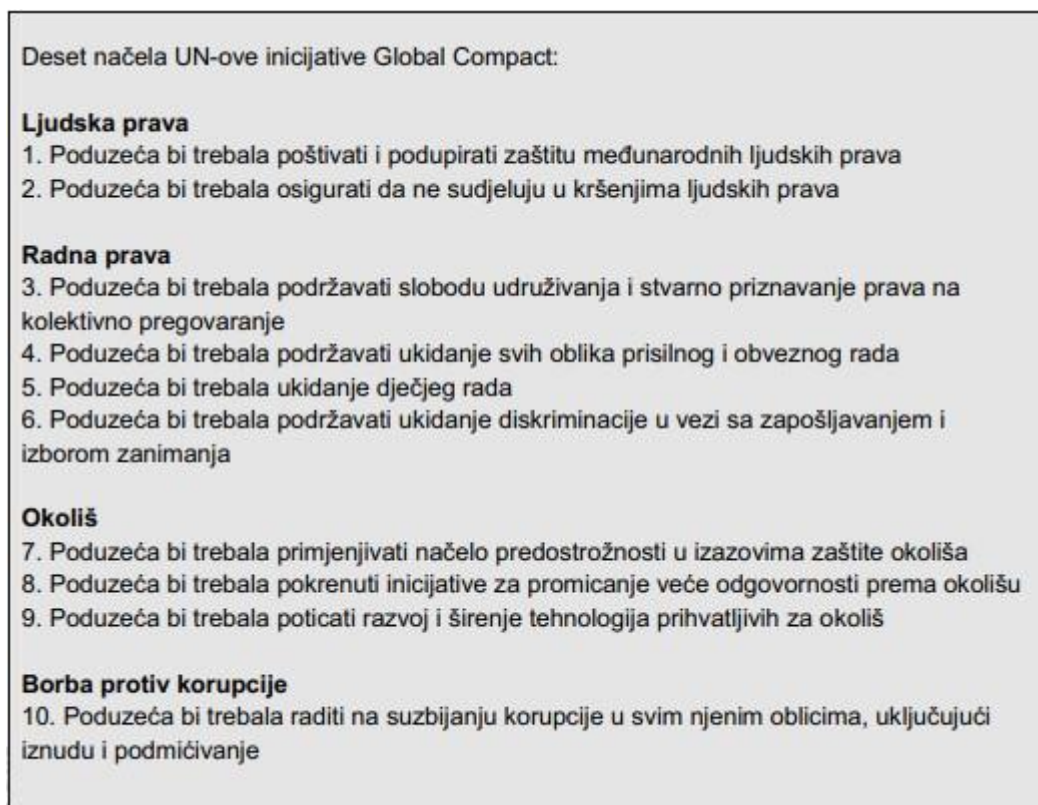 Deset načela UN-ove inicijative Global Compact:
Ljudska prava
1. Poduzeća bi trebala poštivati i podupirati zaštitu međunarodnih ljudskih prava
2. Poduzeća bi trebala osigurati da ne sudjeluju u kršenjima ljudskih prava
Radna prava
3. Poduzeća bi trebala podržavati slobodu udruživanja i stvarno priznavanje prava na
kolektivno pregovaranje
4. Poduzeća bi trebala podržavati ukidanje svih oblika prisilnog i obveznog rada
5. Poduzeća bi trebala ukidanje dječjeg rada
6. Poduzeća bi trebala podržavati ukidanje diskriminacije u vezi sa zapošljavanjem i
izborom zanimanja
Okoliš
7. Poduzeća bi trebala primjenjivati načelo predostrožnosti u izazovima zaštite okoliša
8. Poduzeća bi trebala pokrenuti inicijative za promicanje veće odgovornosti prema okolišu
9. Poduzeća bi trebala poticati razvoj i širenje tehnologija prihvatljivih za okoliš
Borba protiv korupcije
10. Poduzeća bi trebala raditi na suzbijanju korupcije u svim njenim oblicima, uključujući
iznudu i podmićivanje